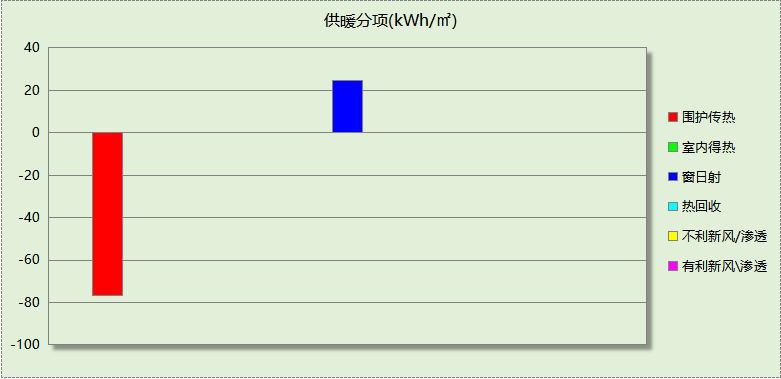 供暖分项(kWh/㎡)
40
20
0
-20
-40
-60
-80
-100
围护传热
室内得热
窗日射
热回收
不利新风/渗透
有利新风\渗透